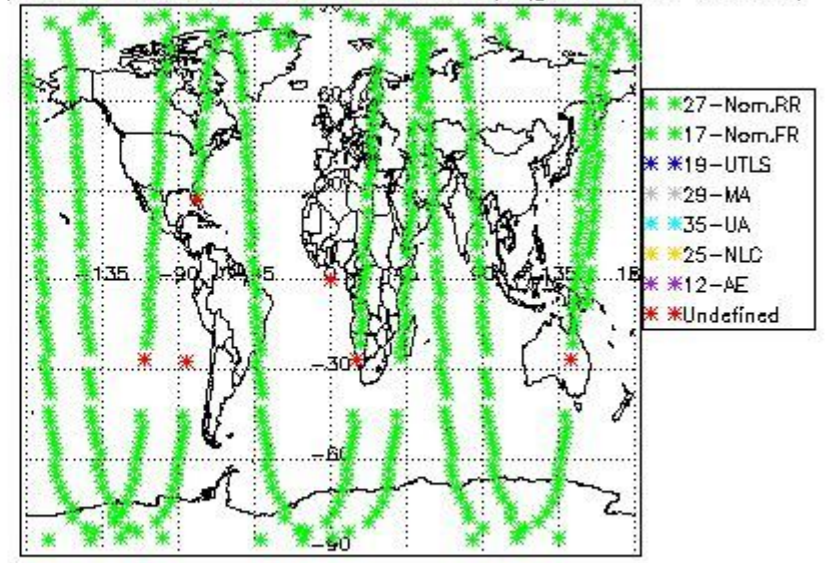 27-Nom.RR
17-Nom.FR
19-UTLS
29-MA
35-UA
25-NLC
12-AE
Undefined
60
-135 -90 135
-30
-60
-90